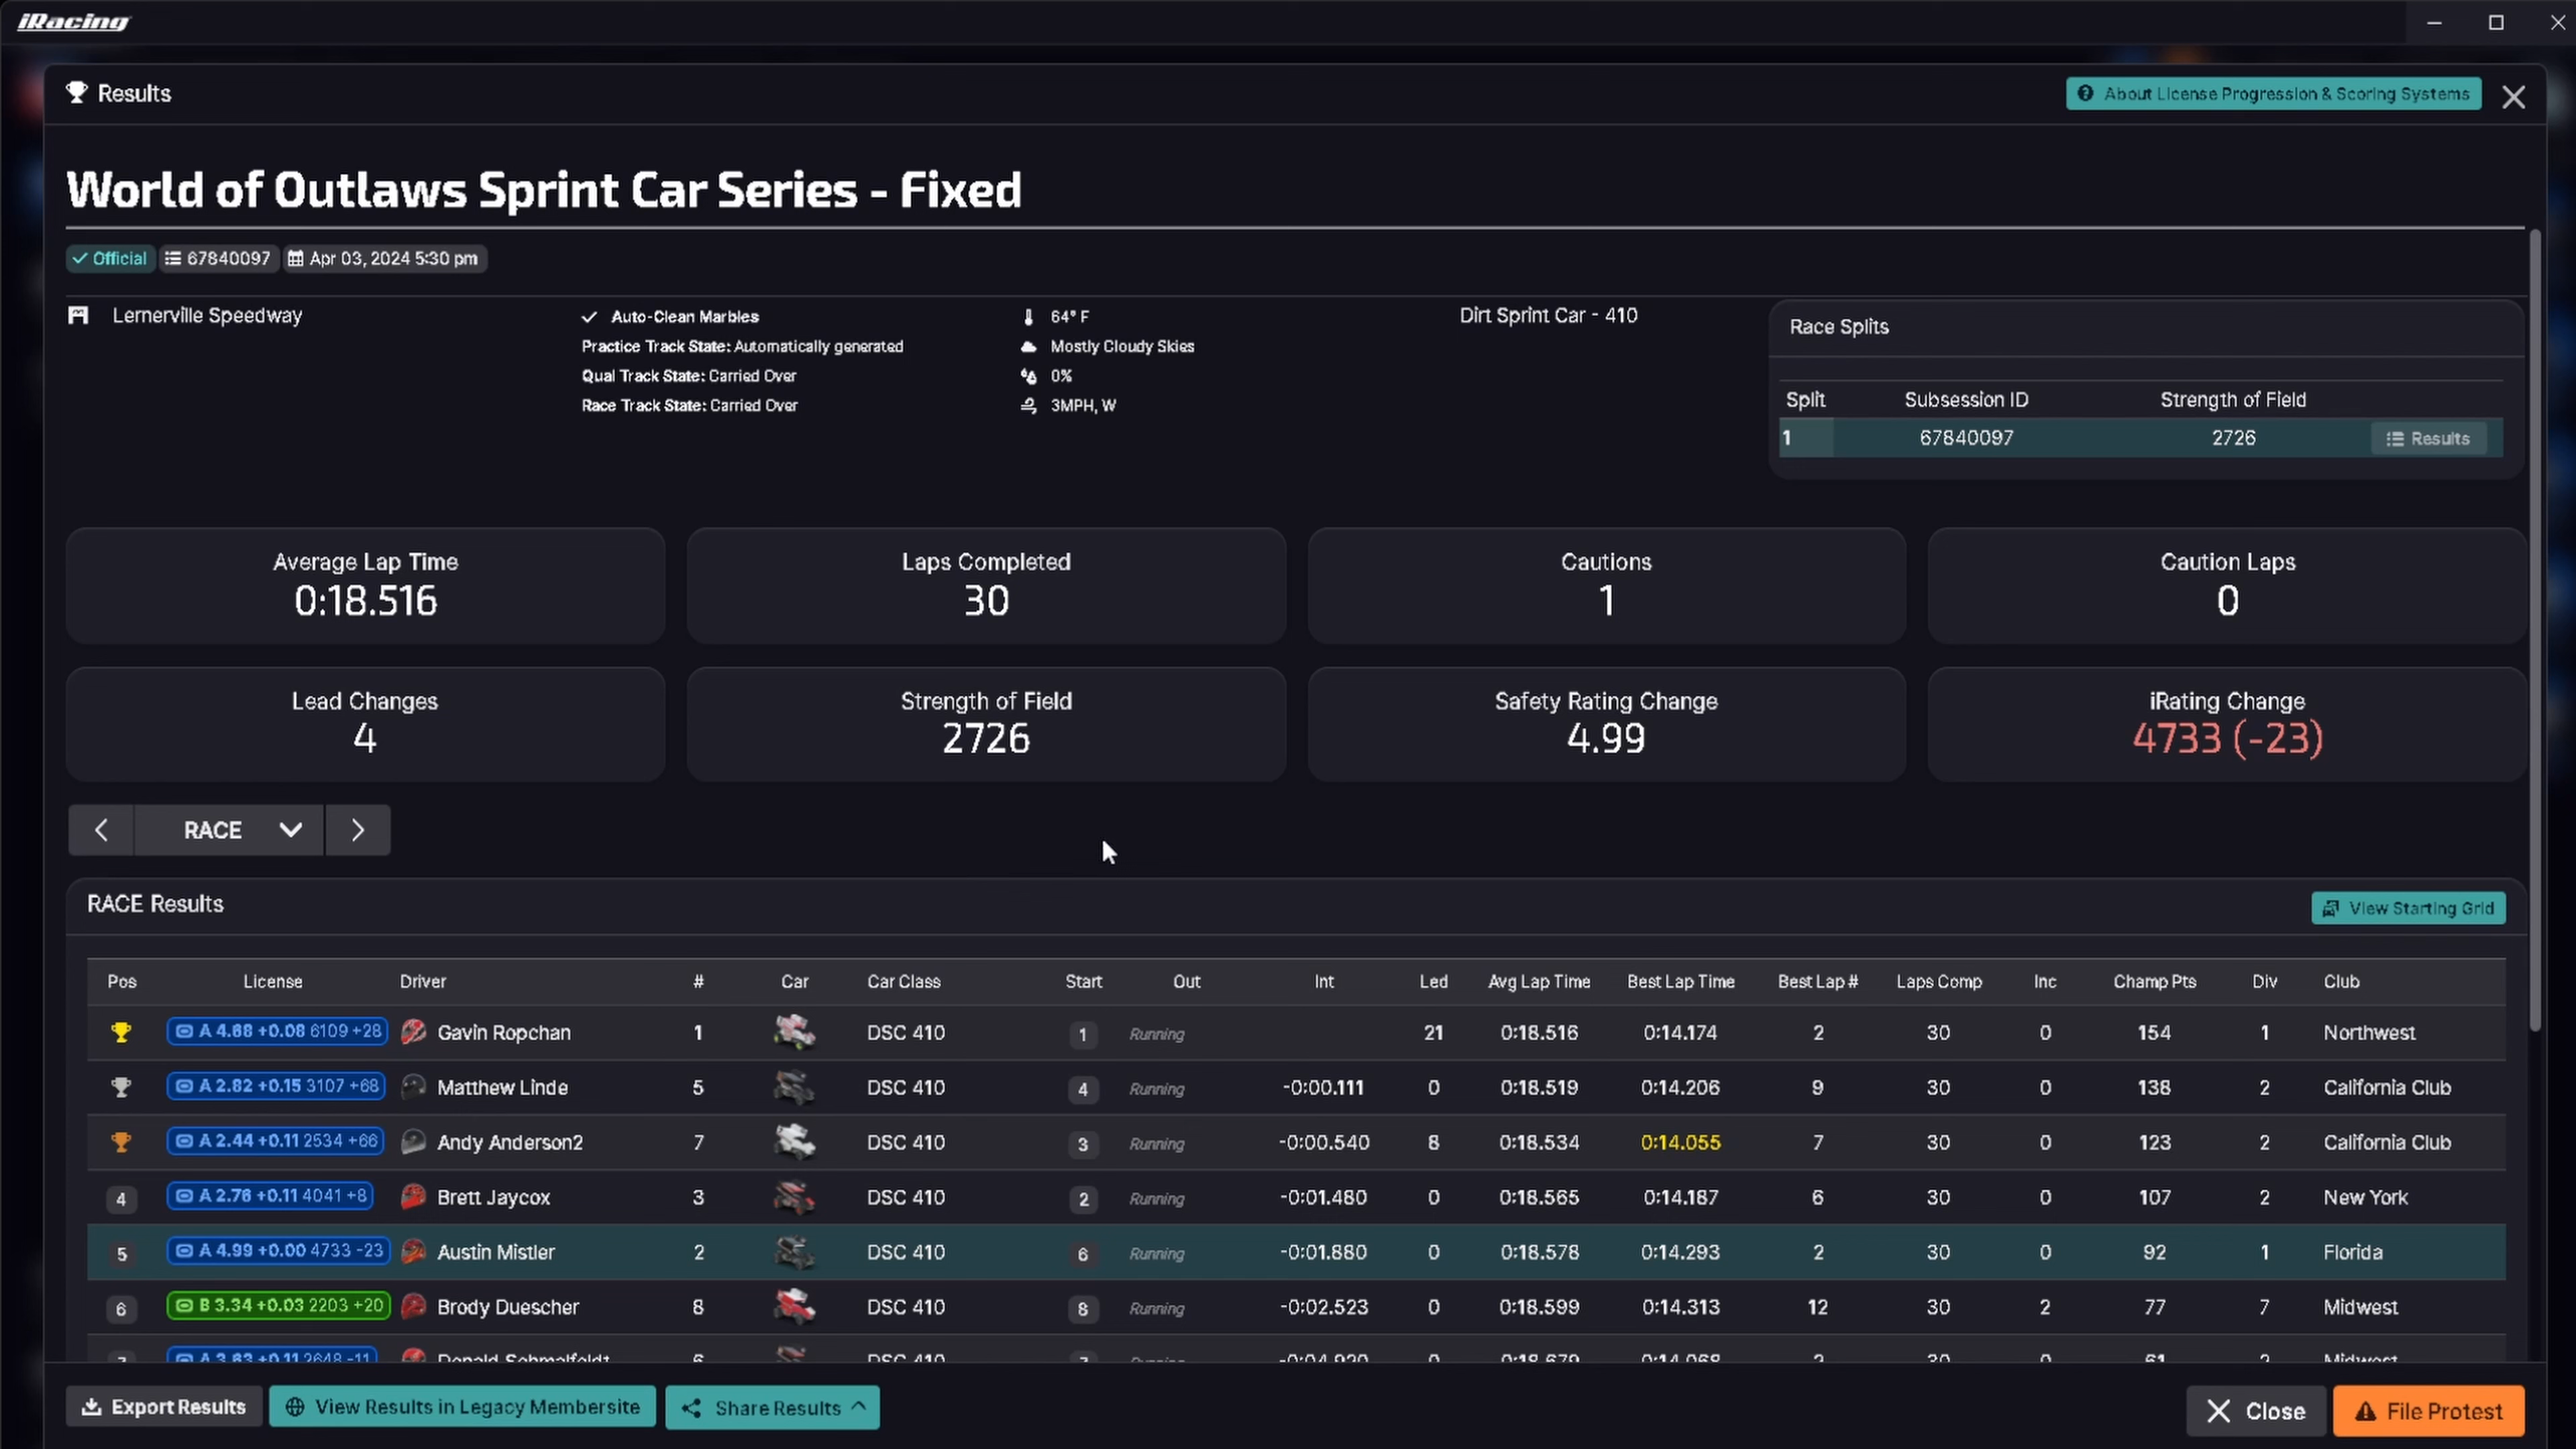 iRacing
Results
About License Progression & Scoring Systems
World of Outlaws Sprint Car Series - Fixed
Official 67840097 Apr 03, 2024 5:30 pm
Lernerville Speedway
Auto-Clean Marbles
Practice Track State: Automatically generated
Qual Track State: Carried Over
Race Track State: Carried Over
64° F
Mostly Cloudy Skies
0%
3MPH, W
Dirt Sprint Car - 410
Race Splits
Split Subsession ID Strength of Field
1 67840097 2726 Results
Average Lap Time
0:18.516
Laps Completed
30
Cautions
1
Caution Laps
0
Lead Changes
4
Strength of Field
2726
Safety Rating Change
4.99
iRating Change
4733 (-23)
RACE
RACE Results
View Starting Grid
Pos License Driver # Car Car Class Start Out Int Led Avg Lap Time Best Lap Time Best Lap # Laps Comp Inc Champ Pts Div Club
A 4.68 +0.08 6109 +28 Gavin Ropchan 1 DSC 410 1 Running 21 0:18.516 0:14.174 2 30 0 154 1 Northwest
A 2.82 +0.15 3107 +68 Matthew Linde 5 DSC 410 4 Running -0:00.111 0 0:18.519 0:14.206 9 30 0 138 2 California Club
A 2.44 +0.11 2534 +66 Andy Anderson2 7 DSC 410 3 Running -0:00.540 8 0:18.534 0:14.055 7 30 0 123 2 California Club
4 A 2.76 +0.11 4041 +8 Brett Jaycox 3 DSC 410 2 Running -0:01.480 0 0:18.565 0:14.187 6 30 0 107 2 New York
5 A 4.99 +0.00 4733 -23 Austin Mistler 2 DSC 410 6 Running -0:01.880 0 0:18.578 0:14.293 2 30 0 92 1 Florida
6 B 3.34 +0.03 2203 +20 Brody Duescher 8 DSC 410 8 Running -0:02.523 0 0:18.599 0:14.313 12 30 2 77 7 Midwest
DSC 410 Running 0 30 0 Midwest
Export Results
View Results in Legacy Membersite
Share Results
Close
File Protest